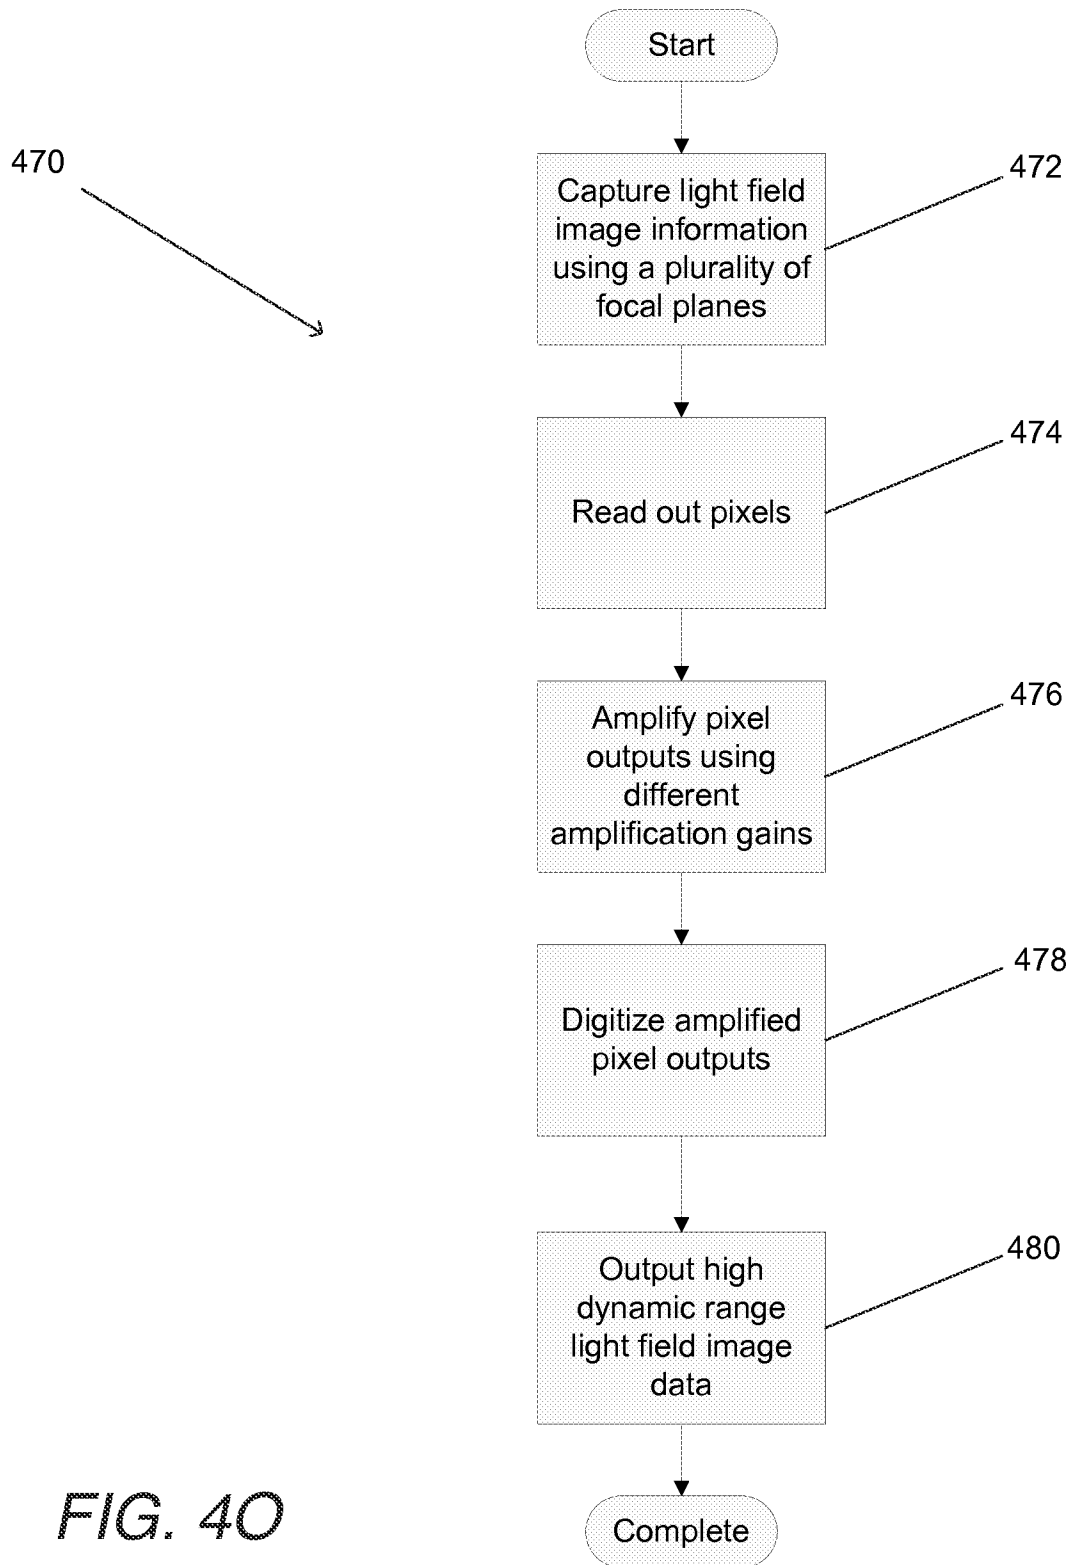 Start
470
472
Capture light field
image information
using a plurality of
focal planes
474
Read out pixels
476
Amplify pixel
outputs using
different
amplification gains
478
Digitize amplified
pixel outputs
480
Output high
dynamic range
light field image
data
FIG. 4O
Complete